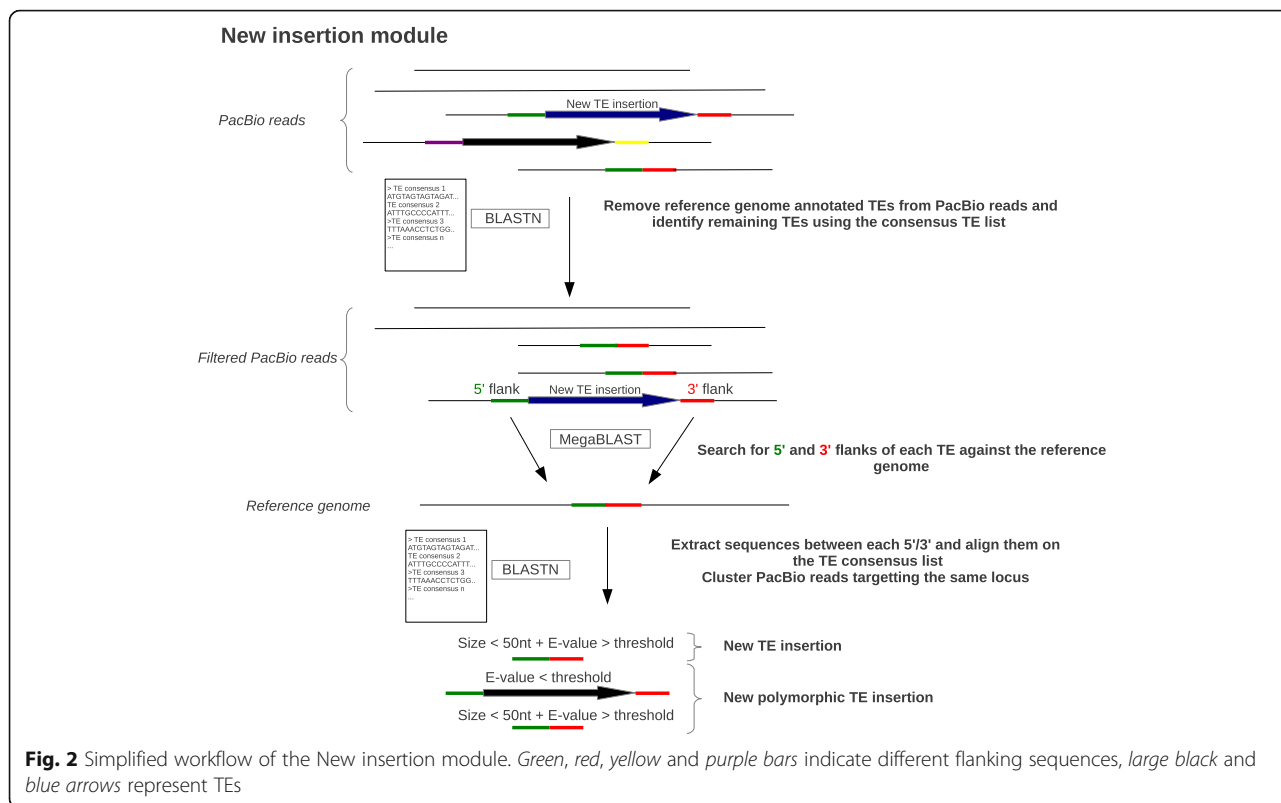 New insertion module
PacBio reads
New TE insertion
> TE consensus 1
ATGTAGTAGTAGAT...
TE consensus 2
ATTTGCCCCATTT...
>TE consensus 3
TTTAAACCTCTGG..
>TE consensus n
...
BLASTN
Remove reference genome annotated TEs from PacBio reads and
identify remaining TEs using the consensus TE list
Filtered PacBio reads
5' flank
New TE insertion
3' flank
MegaBLAST
Search for 5' and 3' flanks of each TE against the reference
genome
Reference genome
> TE consensus 1
ATGTAGTAGTAGAT...
TE consensus 2
ATTTGCCCCATTT...
>TE consensus 3
TTTAAACCTCTGG..
>TE consensus n
...
BLASTN
Extract sequences between each 5'/3' and align them on
the TE consensus list
Cluster PacBio reads targetting the same locus
Size < 50nt + E-value > threshold
New TE insertion
E-value < threshold
New polymorphic TE insertion
Size < 50nt + E-value > threshold
Fig. 2 Simplified workflow of the New insertion module. Green, red, yellow and purple bars indicate different flanking sequences, large black and
blue arrows represent TEs